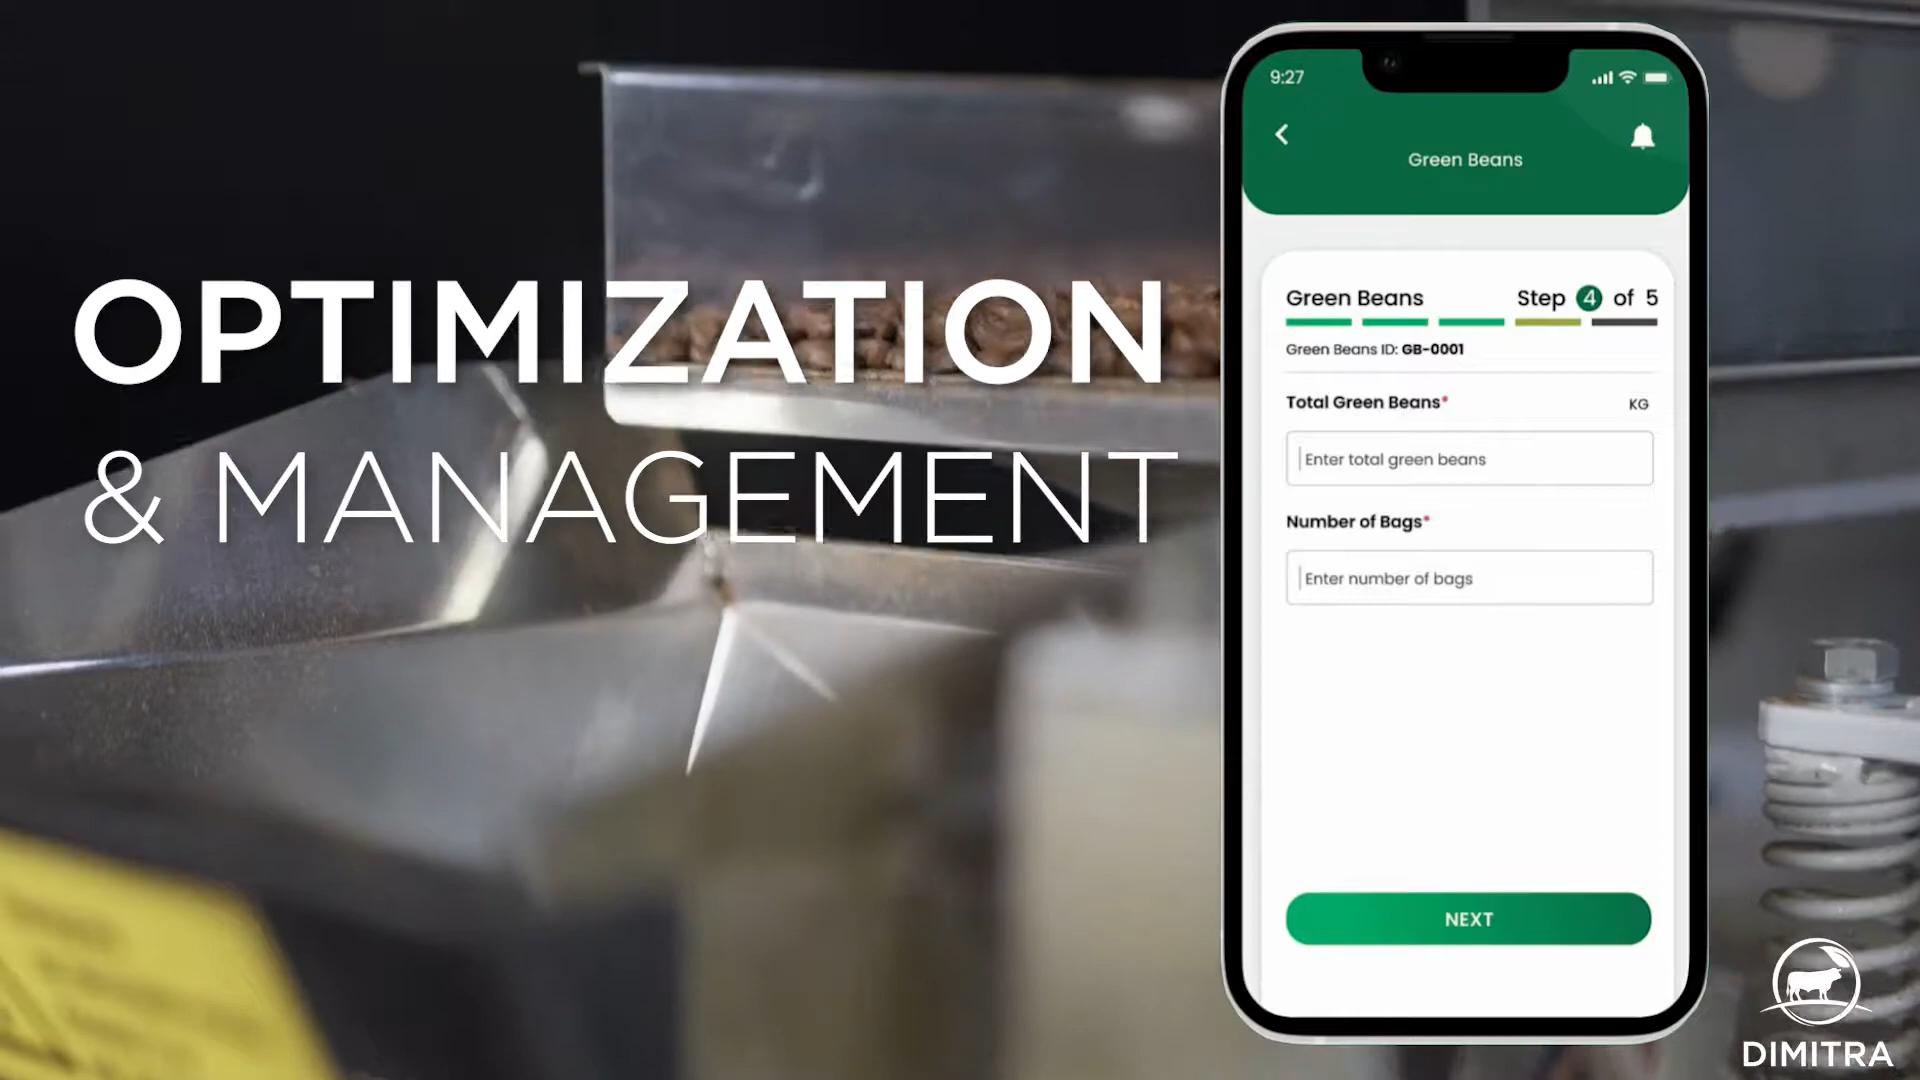 OPTIMIZATION
& MANAGEMENT
9:27
Green Beans
Green Beans
Step 4 of 5
Green Beans ID: GB-0001
Total Green Beans*
KG
Enter total green beans
Number of Bags*
Enter number of bags
NEXT
DIMITRA